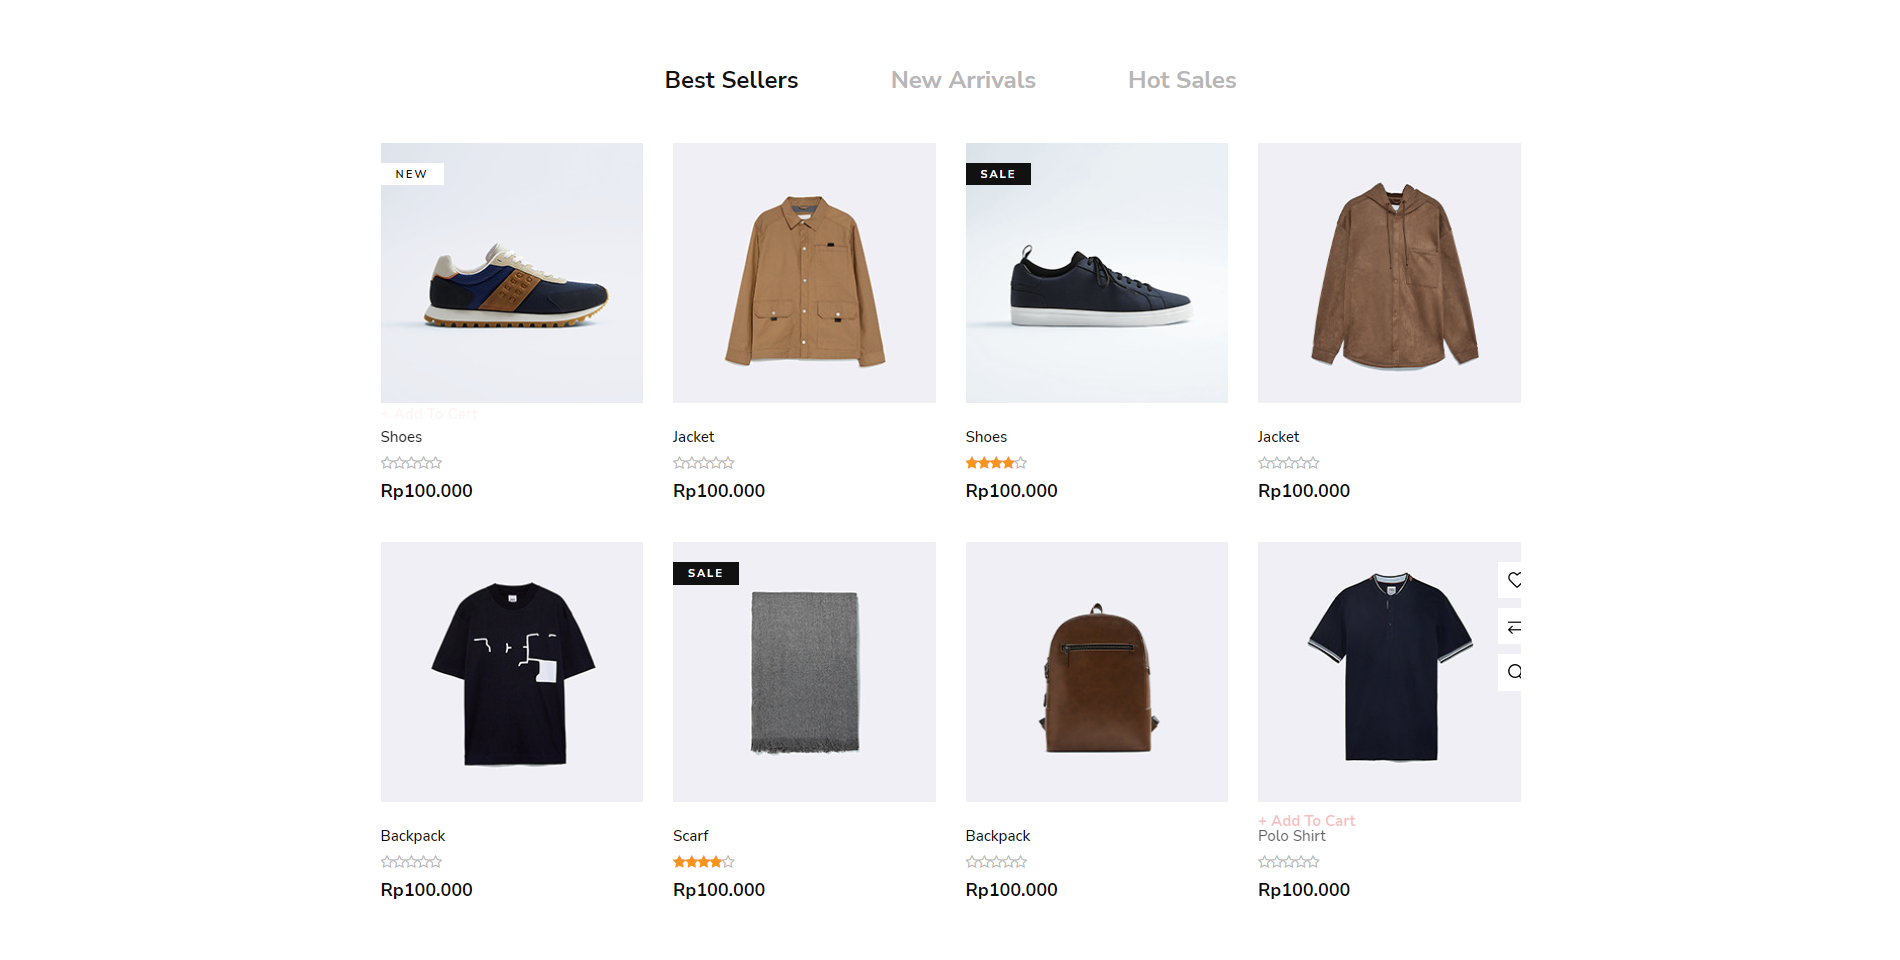 Best Sellers New Arrivals Hot Sales
NEW
SALE
+ Add To Cart
Shoes
Jacket
Shoes
Jacket
Rp100.000
Rp100.000
Rp100.000
Rp100.000
SALE
+ Add To Cart
Backpack
Scarf
Backpack
Polo Shirt
Rp100.000
Rp100.000
Rp100.000
Rp100.000